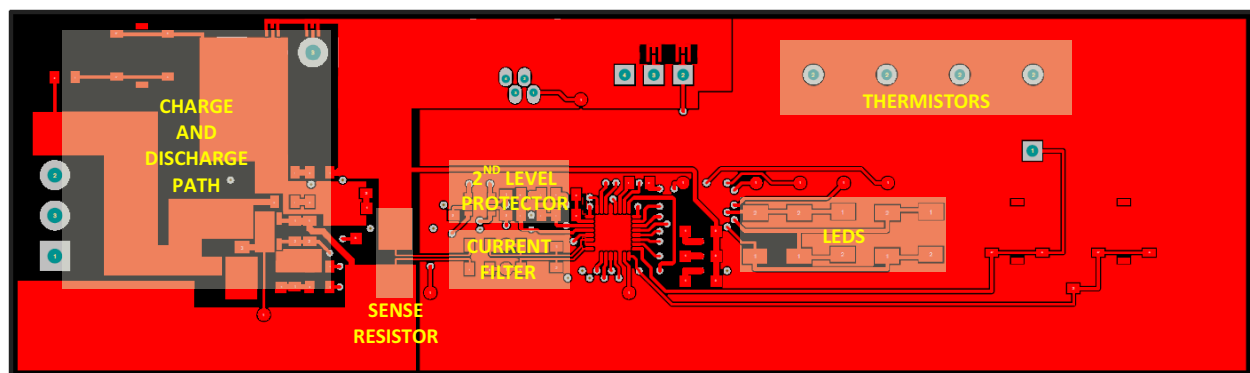 CHARGE
AND
DISCHARGE
PATH
SENSE
RESISTOR
2ND LEVEL
PROTECTOR
CURRENT
FILTER
LEDS
THERMISTORS